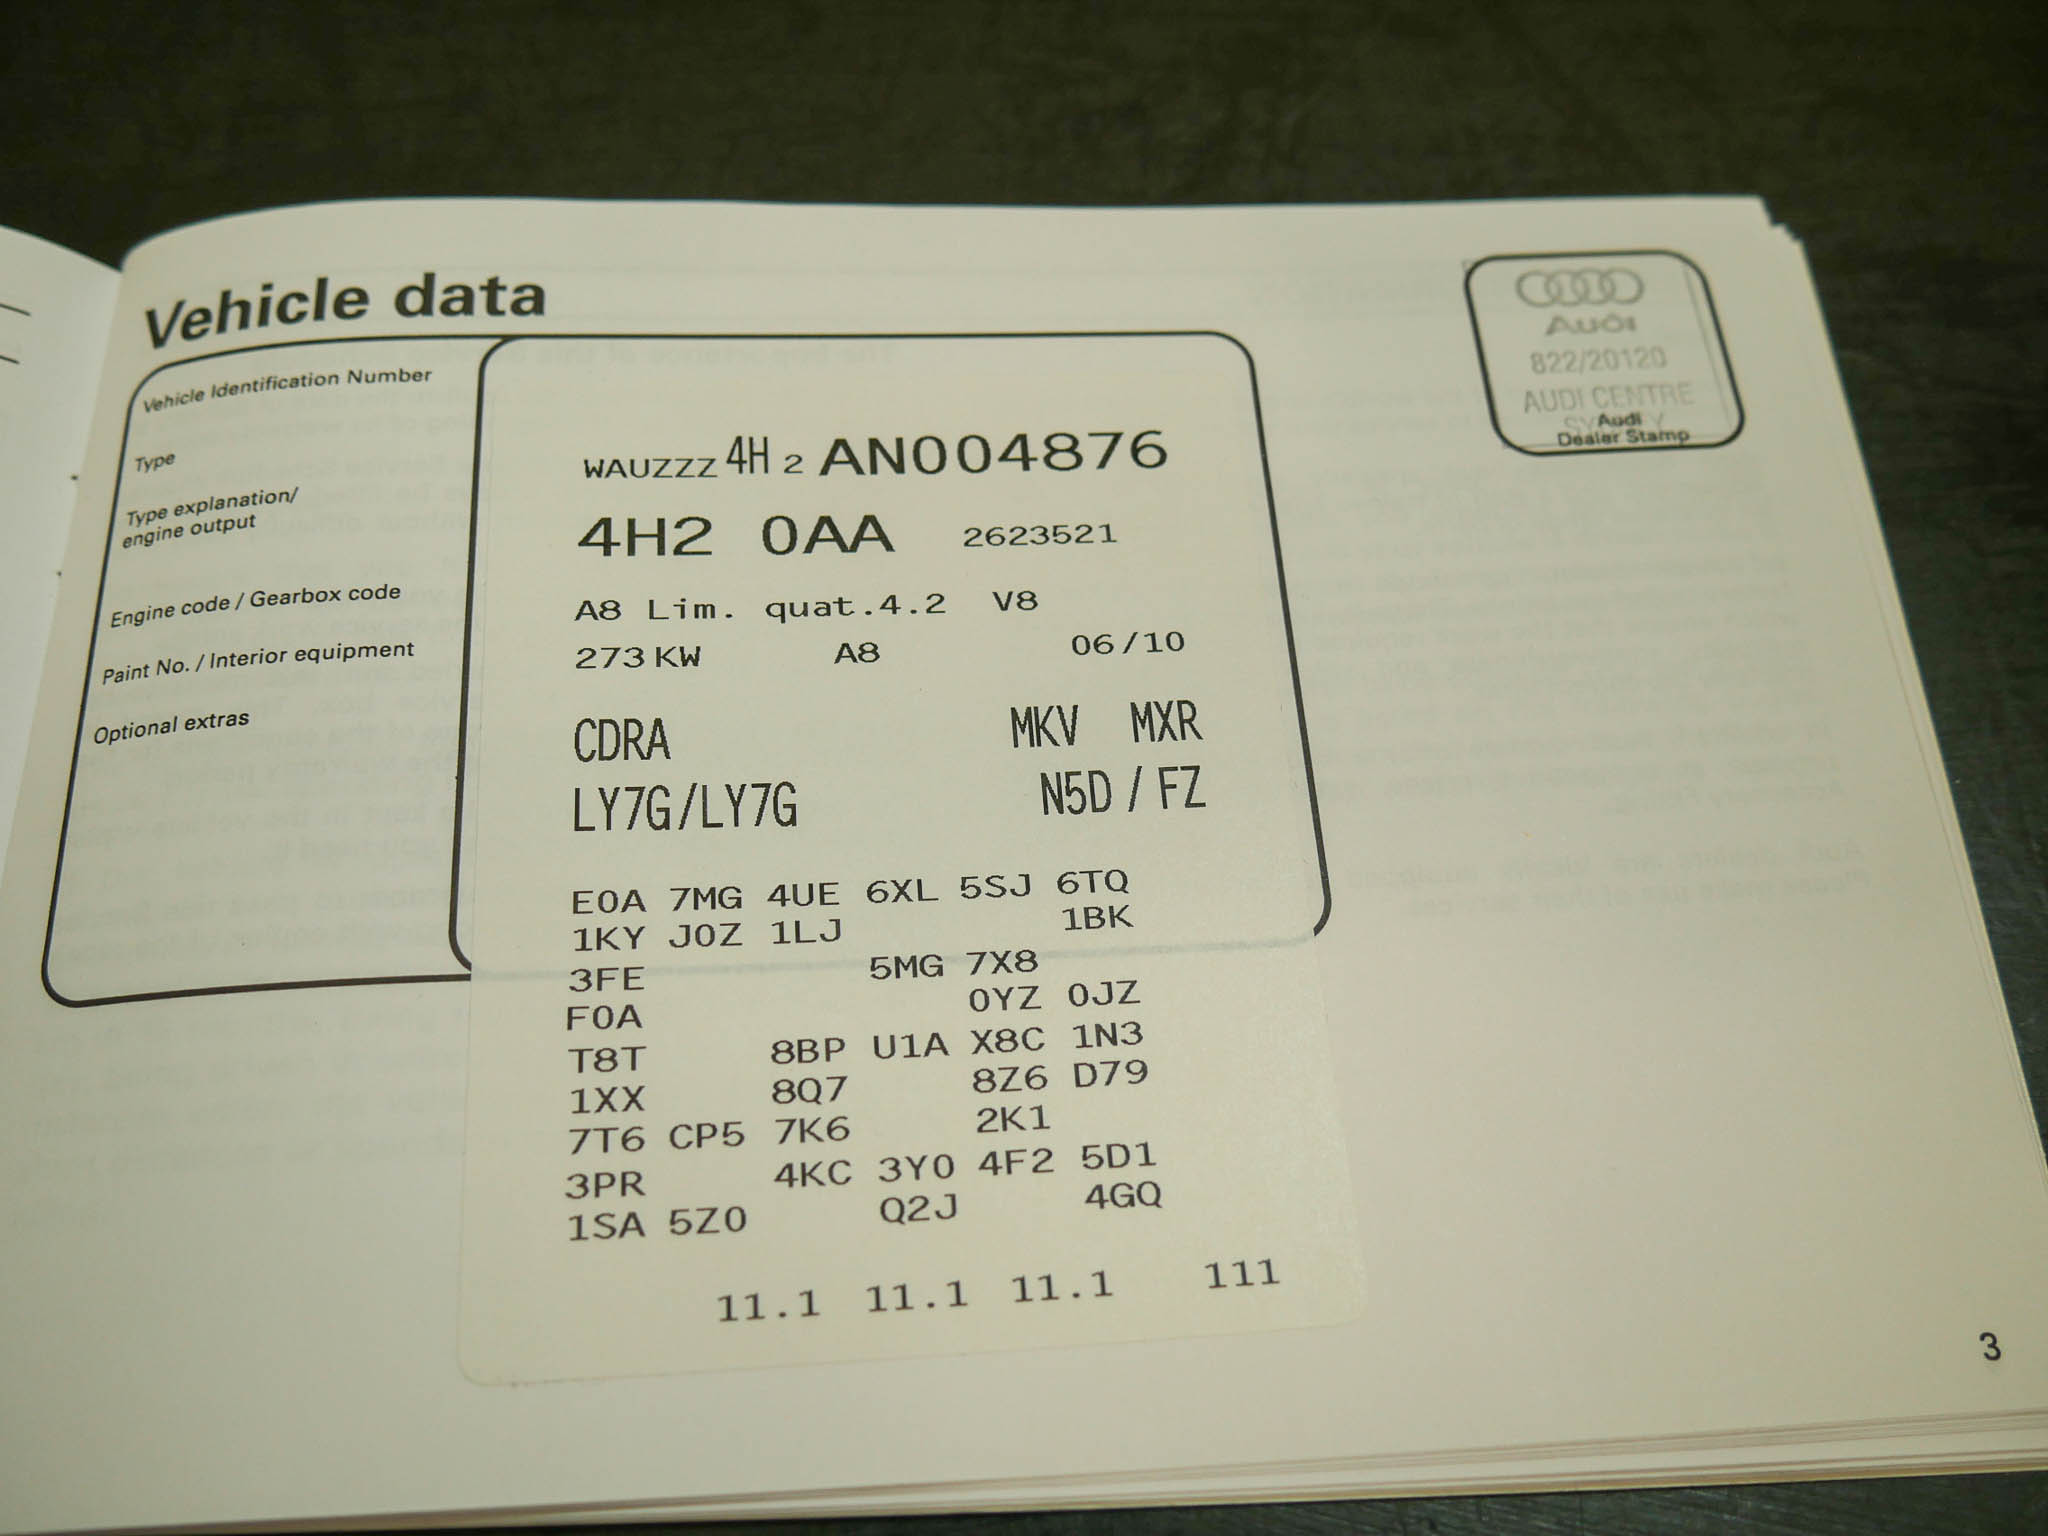 Vehicle data
Vehicle Identification Number
Type
Type explanation/
engine output
Engine code / Gearbox code
Paint No. / Interior equipment
Optional extras
WAUZZZ 4H 2 AN004876
4H2 0AA 2623521
A8 Lim. quat.4.2 V8
273 KW A8 06/10
CDRA MKV MXR
LY7G/LY7G N5D / FZ
E0A 7MG 4UE 6XL 5SJ 6TQ
1KY J0Z 1LJ 1BK
3FE 5MG 7X8
F0A 0YZ 0JZ
T8T 8BP U1A X8C 1N3
1XX 8Q7 8Z6 D79
7T6 CP5 7K6 2K1
3PR 4KC 3Y0 4F2 5D1
1SA 5Z0 Q2J 4GQ
11.1 11.1 11.1 111
Audi
822/20120
AUDI CENTRE
SYDNEY
Audi
Dealer Stamp
3